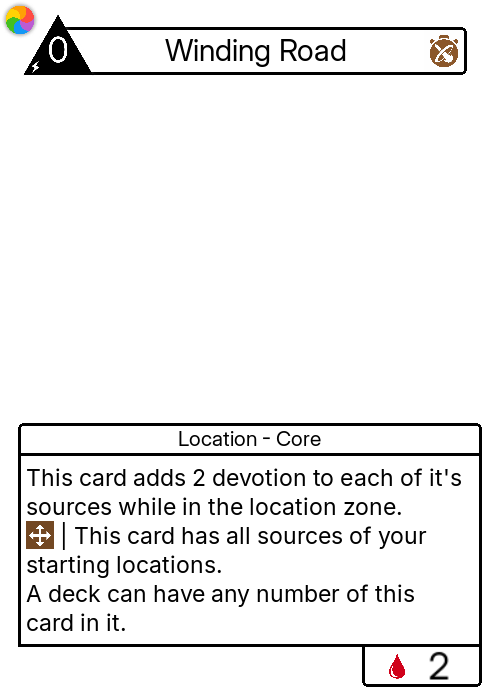 0
Winding Road
Location - Core
This card adds 2 devotion to each of it's
sources while in the location zone.
| This card has all sources of your
starting locations.
A deck can have any number of this
card in it.
2